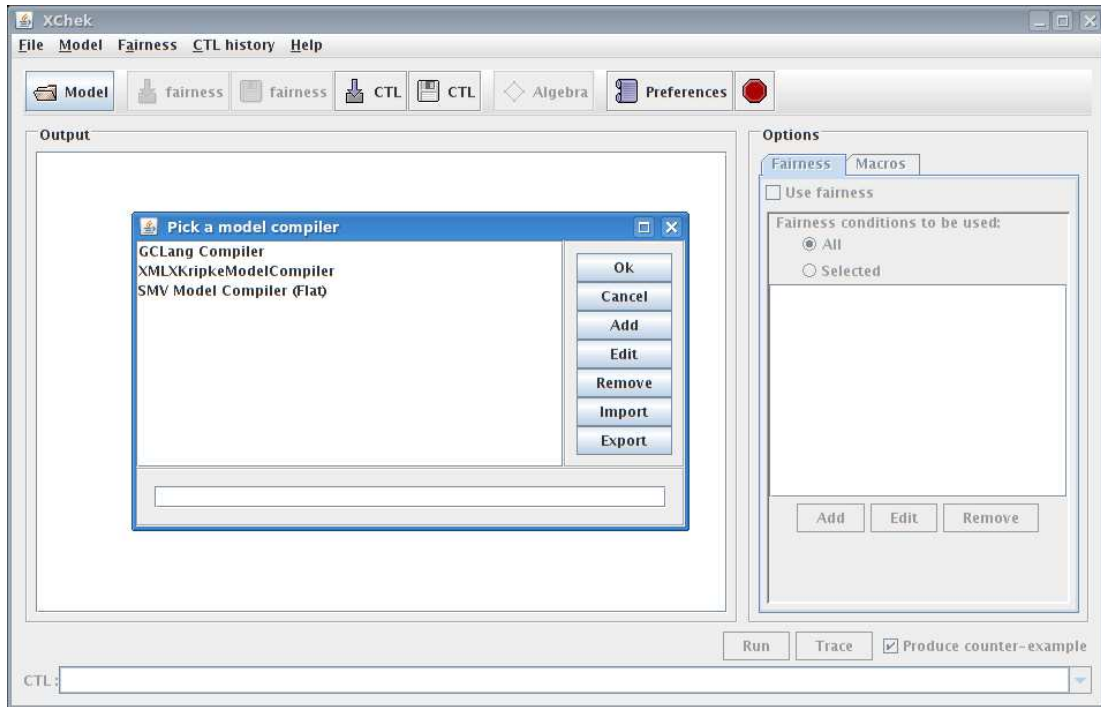 XChek
File Model Fairness CTL history Help
Model fairness fairness CTL CTL Algebra Preferences
Output
Options
Fairness Macros
Use fairness
Fairness conditions to be used:
All
Selected
Add Edit Remove
Pick a model compiler
GCLang Compiler
XMLXKripkeModelCompiler
SMV Model Compiler (Flat)
Ok
Cancel
Add
Edit
Remove
Import
Export
Run Trace Produce counter-example
CTL: